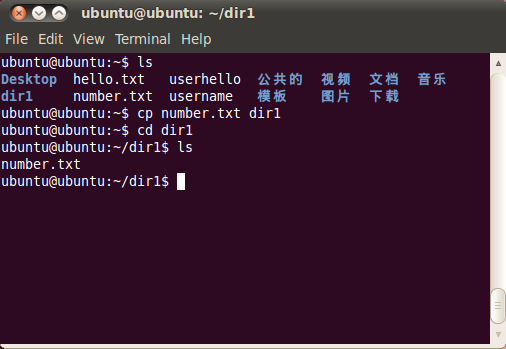 ubuntu@ubuntu: ~/dir1
File Edit View Terminal Help
ubuntu@ubuntu:~$ ls
Desktop hello.txt userhello 公共的 视频 文档 音乐
dir1 number.txt username 模板 图片 下载
ubuntu@ubuntu:~$ cp number.txt dir1
ubuntu@ubuntu:~$ cd dir1
ubuntu@ubuntu:~/dir1$ ls
number.txt
ubuntu@ubuntu:~/dir1$